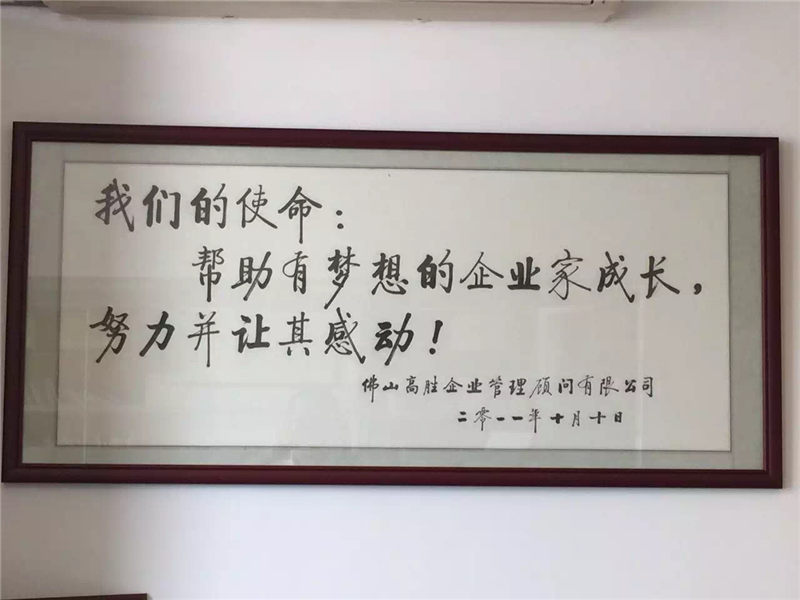 我们的使命：
帮助有梦想的企业家成长，
努力并让其感动！
佛山高胜企业管理顾问有限公司
二零一一年十月十日